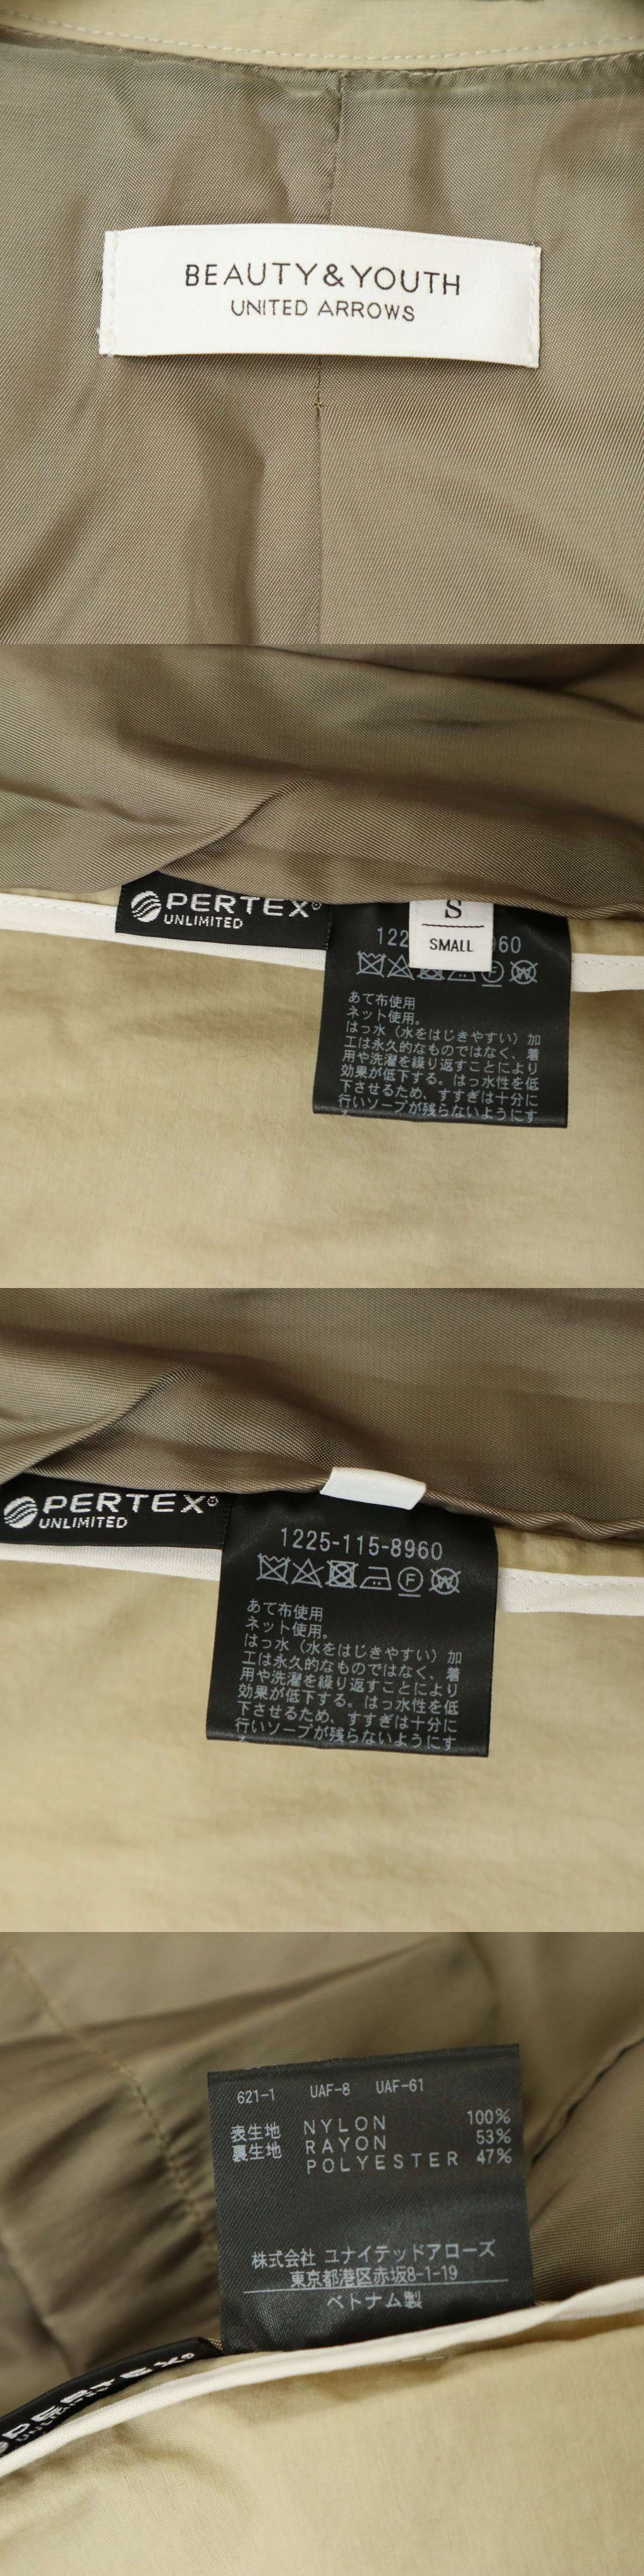 BEAUTY&YOUTH
UNITED ARROWS
PERTEX®
UNLIMITED
S
SMALL
122 960
あて布使用
ネット使用。
はっ水（水をはじきやすい）加
工は永久的なものではなく、着
用や洗濯を繰り返すことにより
効果が低下する。はっ水性を低
下させるため、すすぎは十分に
行いソープが残らないようにす
PERTEX®
UNLIMITED
1225-115-8960
あて布使用
ネット使用。
はっ水（水をはじきやすい）加
工は永久的なものではなく、着
用や洗濯を繰り返すことにより
効果が低下する。はっ水性を低
下させるため、すすぎは十分に
行いソープが残らないようにす
621-1 UAF-8 UAF-61
表生地 NYLON 100%
裏生地 RAYON 53%
POLYESTER 47%
株式会社 ユナイテッドアローズ
東京都港区赤坂8-1-19
ベトナム製
PERTEX®
UNLIMITED